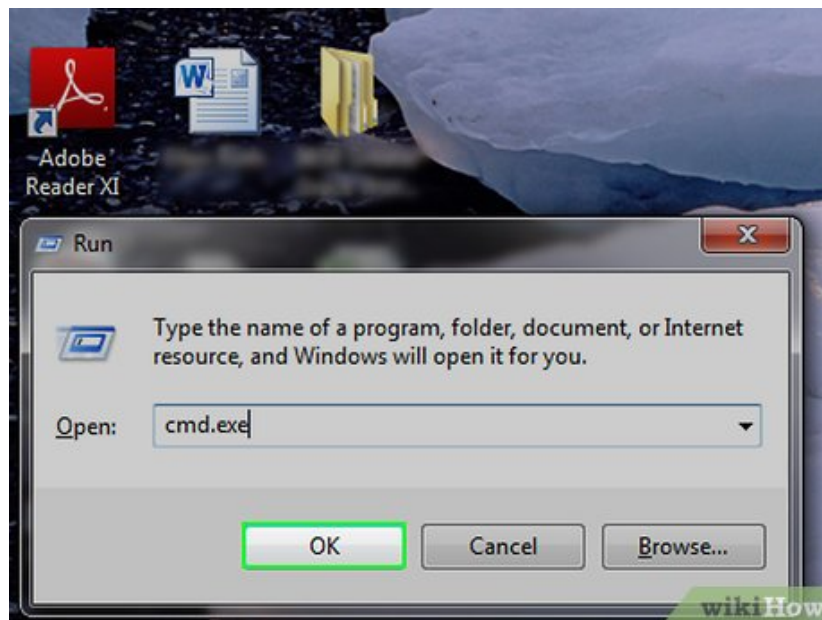 W
Adobe
Reader XI
Run
Type the name of a program, folder, document, or Internet
resource, and Windows will open it for you.
Open:
cmd.exe
OK
Cancel
Browse...
wikiHow